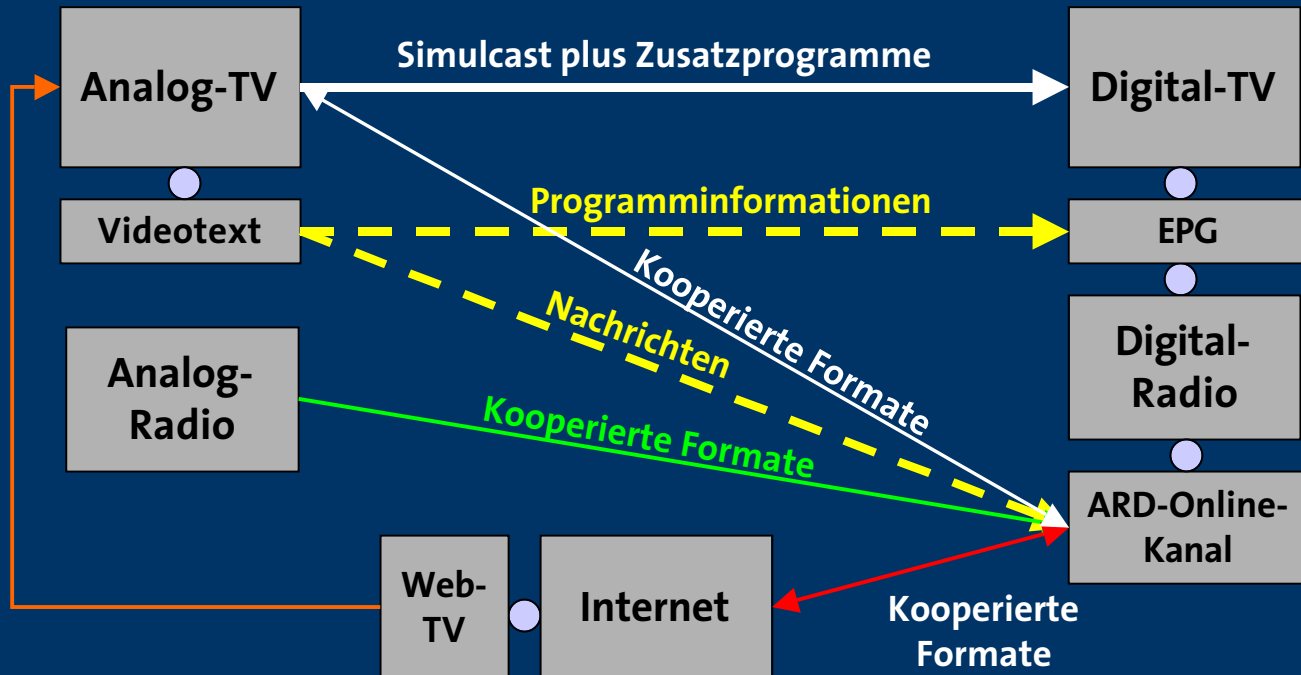 Simulcast plus Zusatzprogramme
Analog-TV
Digital-TV
Programminformationen
Videotext
EPG
Kooperierte Formate
Nachrichten
Analog-
Radio
Digital-
Radio
Kooperierte Formate
ARD-Online-
Kanal
Web-
TV
Internet
Kooperierte
Formate